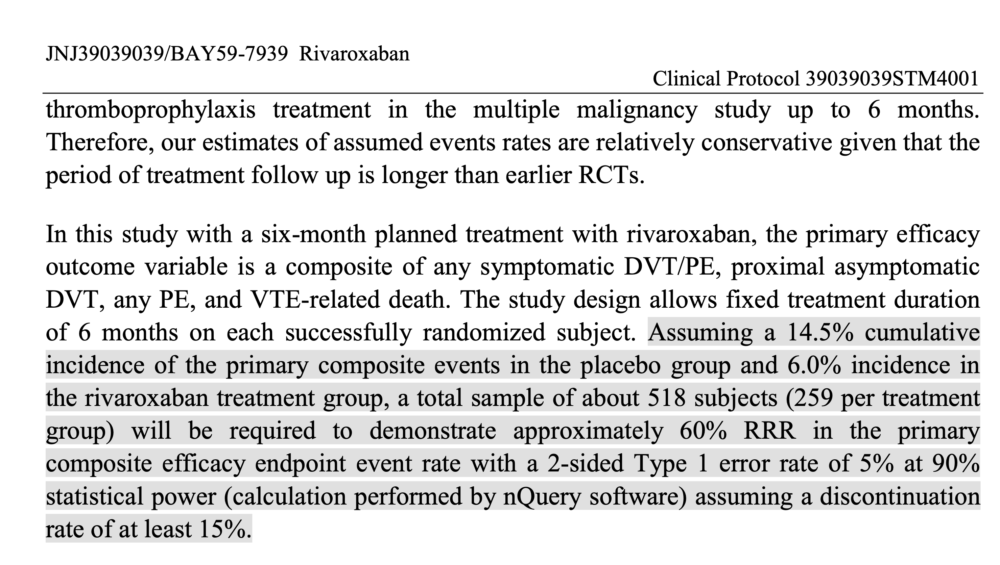 JNJ39039039/BAY59-7939 Rivaroxaban
Clinical Protocol 39039039STM4001
thromboprophylaxis treatment in the multiple malignancy study up to 6 months.
Therefore, our estimates of assumed events rates are relatively conservative given that the
period of treatment follow up is longer than earlier RCTs.
In this study with a six-month planned treatment with rivaroxaban, the primary efficacy
outcome variable is a composite of any symptomatic DVT/PE, proximal asymptomatic
DVT, any PE, and VTE-related death. The study design allows fixed treatment duration
of 6 months on each successfully randomized subject. Assuming a 14.5% cumulative
incidence of the primary composite events in the placebo group and 6.0% incidence in
the rivaroxaban treatment group, a total sample of about 518 subjects (259 per treatment
group) will be required to demonstrate approximately 60% RRR in the primary
composite efficacy endpoint event rate with a 2-sided Type 1 error rate of 5% at 90%
statistical power (calculation performed by nQuery software) assuming a discontinuation
rate of at least 15%.